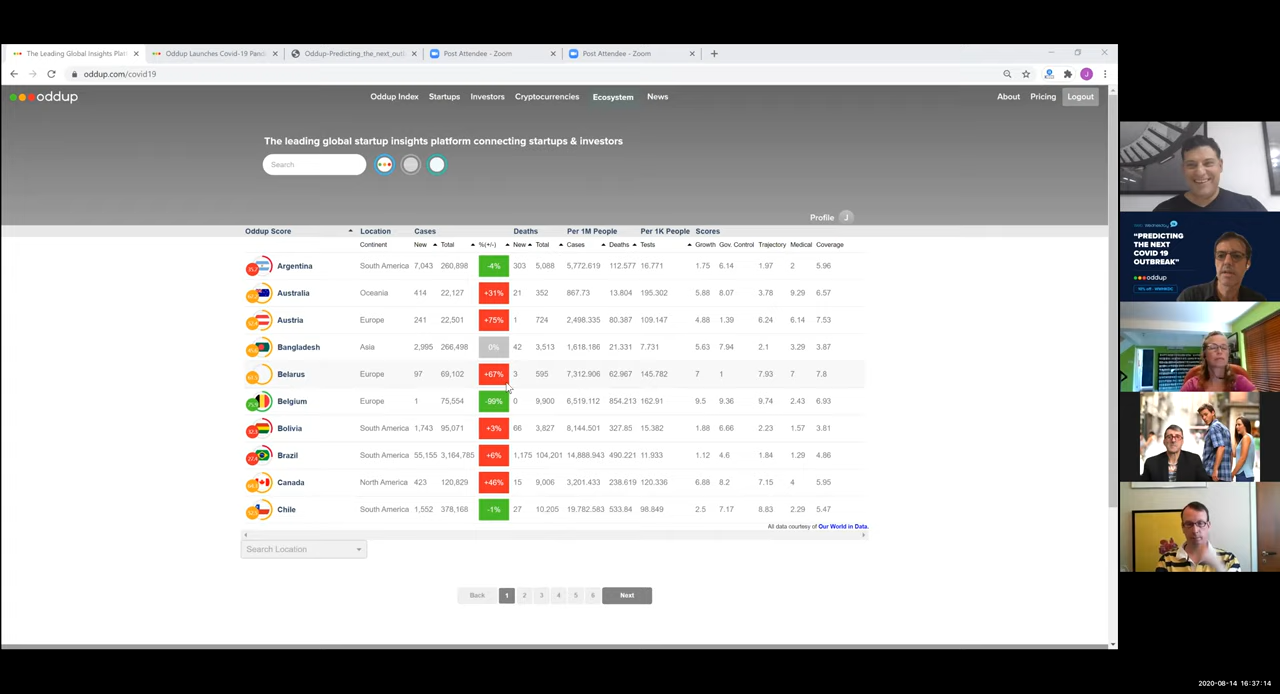 The Leading Global Insights Plat
Oddup Launches Covid-19 Pand
Oddup-Predicting_the_next_out
Post Attendee - Zoom
Post Attendee - Zoom
oddup.com/covid19
J
oddup
Oddup Index Startups Investors Cryptocurrencies Ecosystem News
About Pricing Logout
The leading global startup insights platform connecting startups & investors
Search
Profile J
Oddup Score Location Cases Deaths Per 1M People Per 1K People Scores
Continent New Total %(+/-) New Total Cases Deaths Tests Growth Gov. Control Trajectory Medical Coverage
Argentina South America 7,043 260,898 -4% 303 5,088 5,772.619 112.577 16.771 1.75 6.14 1.97 2 5.96
Australia Oceania 414 22,127 +31% 21 352 867.73 13.804 195.302 5.88 8.07 3.78 9.29 6.57
Austria Europe 241 22,501 +75% 1 724 2,498.335 80.387 109.147 4.88 1.39 6.24 6.14 7.53
Bangladesh Asia 2,995 266,498 0% 42 3,513 1,618.186 21.331 7.731 5.63 7.94 2.1 3.29 3.87
Belarus Europe 97 69,102 +67% 3 595 7,312.906 62.967 145.782 7 1 7.93 7 7.8
Belgium Europe 1 75,554 -99% 0 9,900 6,519.112 854.213 162.91 9.5 9.36 9.74 2.43 6.93
Bolivia South America 1,743 95,071 +3% 66 3,827 8,144.501 327.85 15.382 1.88 6.66 2.23 1.57 3.81
Brazil South America 55,155 3,164,785 +6% 1,175 104,201 14,888.943 490.221 11.933 1.12 4.6 1.84 1.29 4.86
Canada North America 423 120,829 +46% 15 9,006 3,201.433 238.619 120.336 6.88 8.2 7.15 4 5.95
Chile South America 1,552 378,168 -1% 27 10,205 19,782.583 533.84 98.849 2.5 7.17 8.83 2.29 5.47
All data courtesy of Our World in Data.
Search Location
Back 1 2 3 4 5 6 Next
"PREDICTING
THE NEXT
COVID 19
OUTBREAK"
oddup
2020-08-14 16:37:14